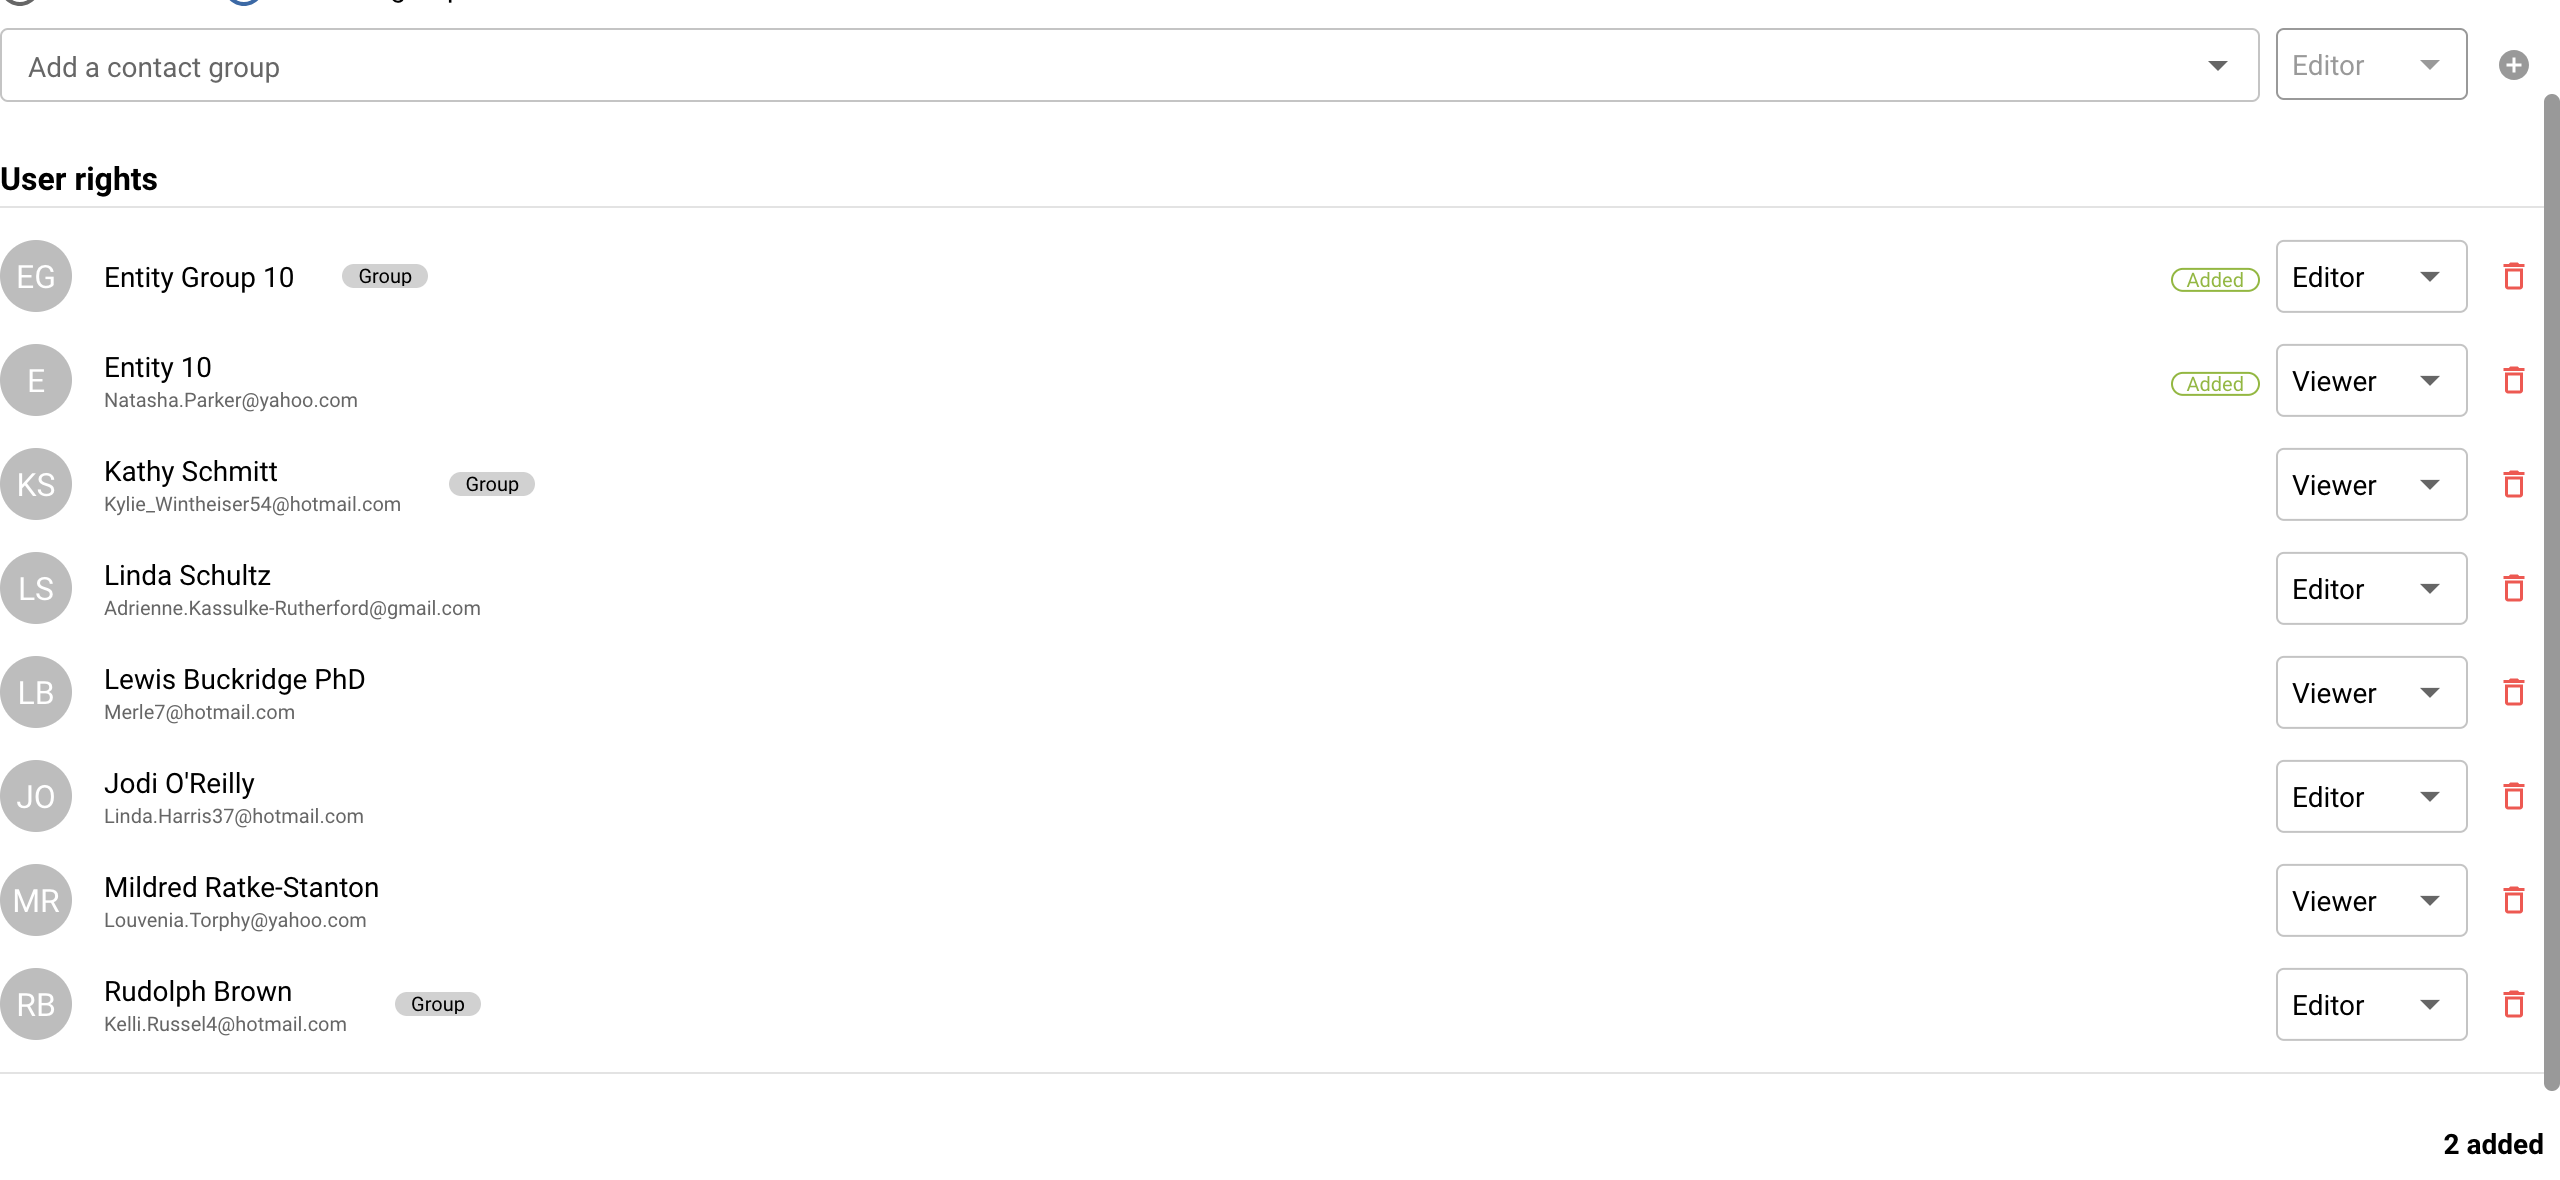 Add a contact group
Editor
User rights
EG
Entity Group 10
Group
Added
Editor
E
Entity 10
Natasha.Parker@yahoo.com
Added
Viewer
KS
Kathy Schmitt
Kylie_Wintheiser54@hotmail.com
Group
Viewer
LS
Linda Schultz
Adrienne.Kassulke-Rutherford@gmail.com
Editor
LB
Lewis Buckridge PhD
Merle7@hotmail.com
Viewer
JO
Jodi O'Reilly
Linda.Harris37@hotmail.com
Editor
MR
Mildred Ratke-Stanton
Louvenia.Torphy@yahoo.com
Viewer
RB
Rudolph Brown
Kelli.Russel4@hotmail.com
Group
Editor
2 added